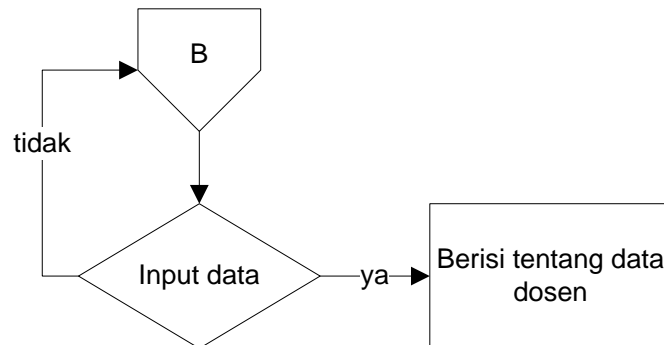 B
tidak
Input data
ya
Berisi tentang data
dosen